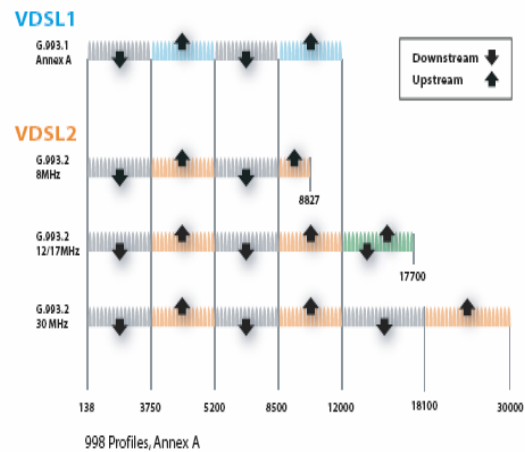 VDSL1
G.993.1
Annex A
Downstream
Upstream
VDSL2
G.993.2
8MHz
8827
G.993.2
12/17MHz
17700
G.993.2
30 MHz
138 3750 5200 8500 12000 18100 30000
998 Profiles, Annex A